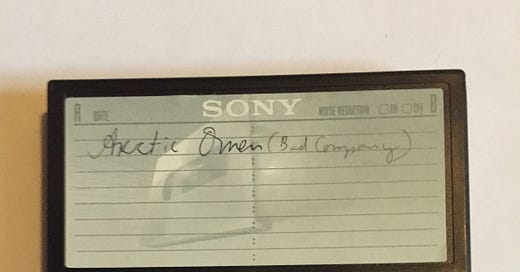 A DATE SONY NOISE REDUCTION ON OFF B
Arctic Omen (Bad Company)